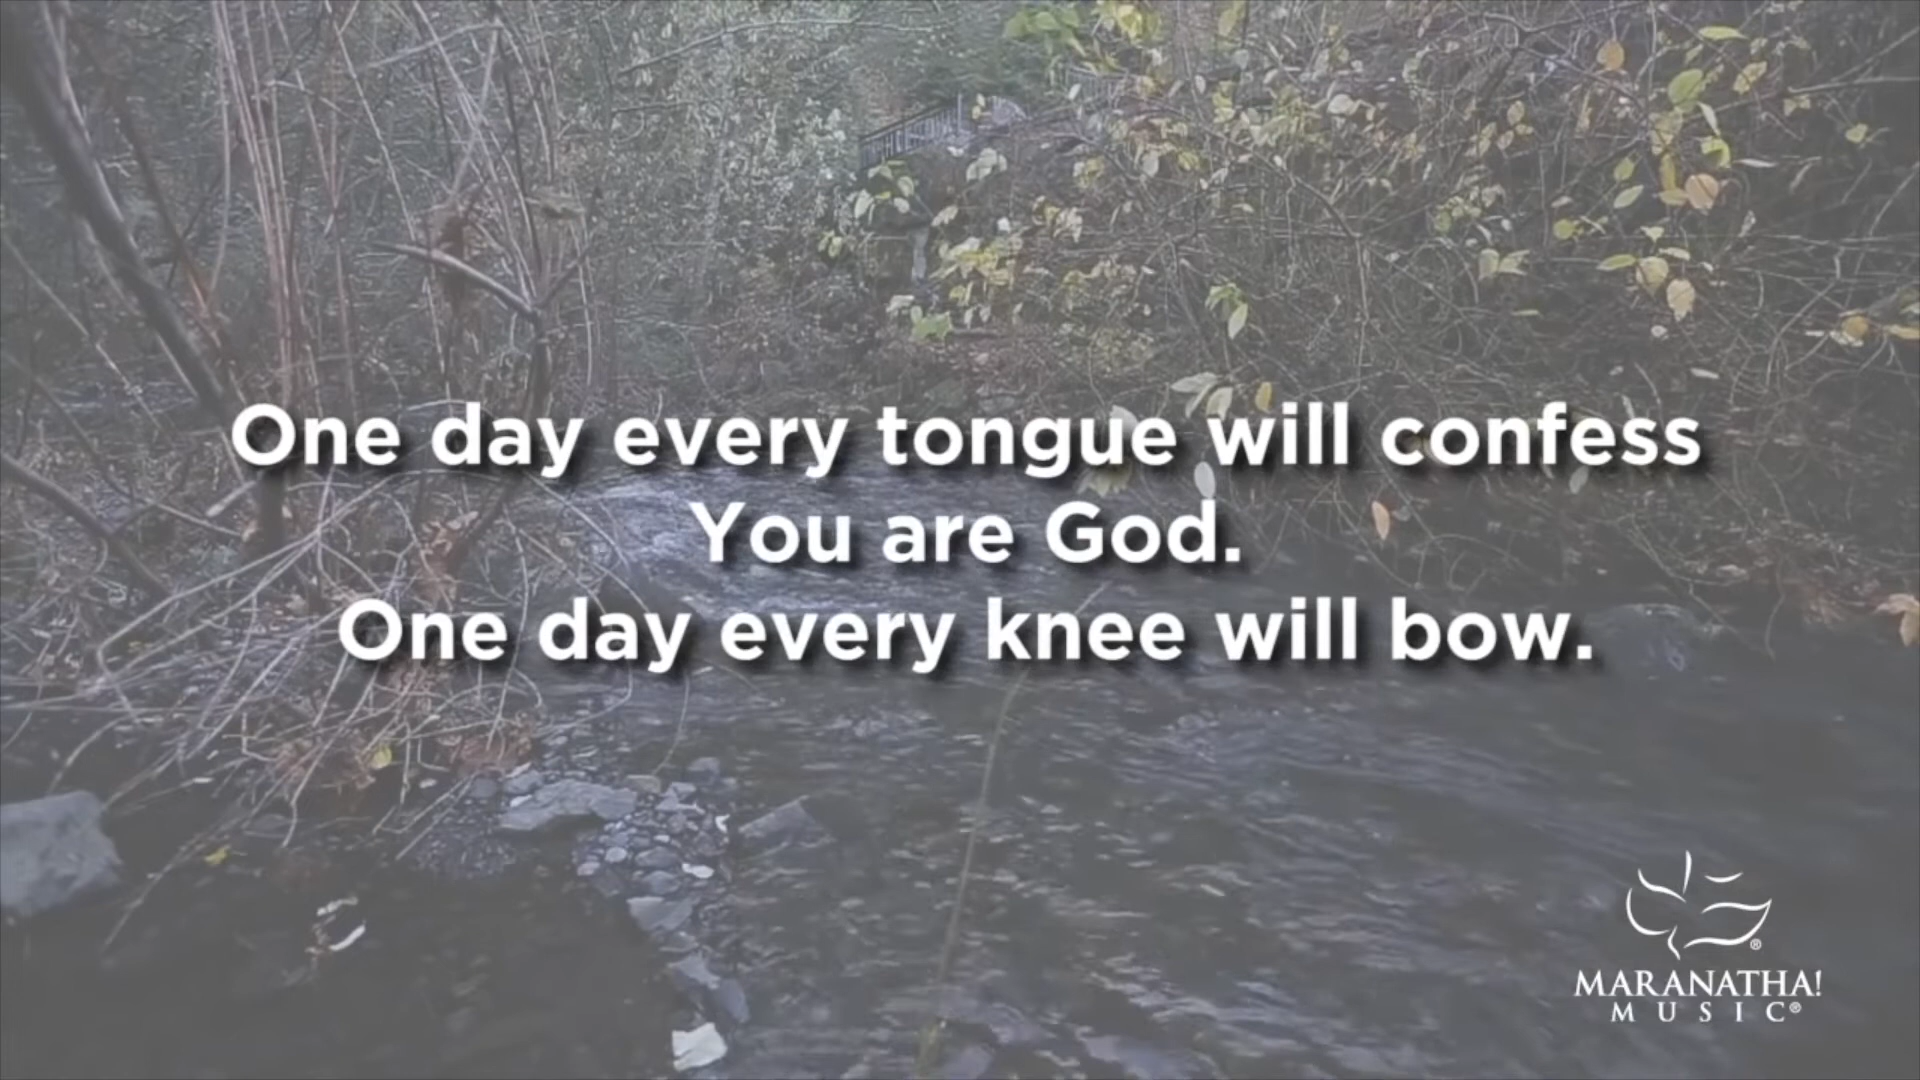 One day every tongue will confess
You are God.
One day every knee will bow.
®
MARANATHA!
MUSIC®